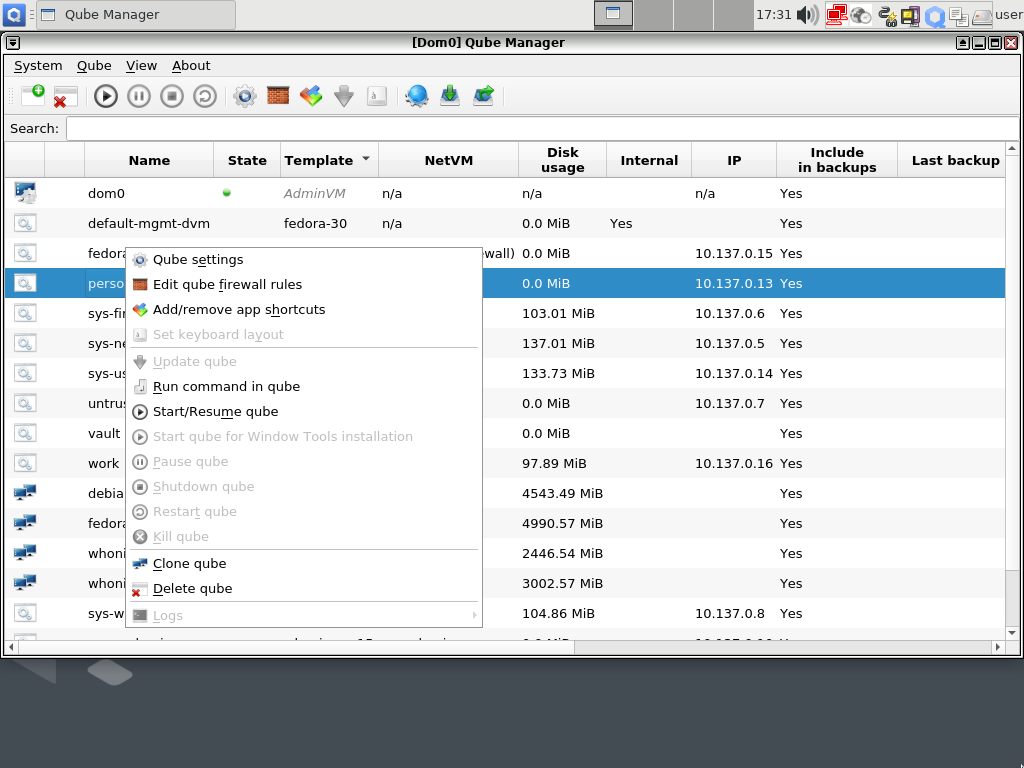 Qube Manager
17:31
user
[Dom0] Qube Manager
System Qube View About
Search:
Name State Template NetVM Disk usage Internal IP Include in backups Last backup
dom0 AdminVM n/a n/a n/a Yes
default-mgmt-dvm fedora-30 n/a 0.0 MiB Yes Yes
fedora wall) 0.0 MiB 10.137.0.15 Yes
perso 0.0 MiB 10.137.0.13 Yes
sys-fir 103.01 MiB 10.137.0.6 Yes
sys-ne 137.01 MiB 10.137.0.5 Yes
sys-us 133.73 MiB 10.137.0.14 Yes
untrus 0.0 MiB 10.137.0.7 Yes
vault 0.0 MiB Yes
work 97.89 MiB 10.137.0.16 Yes
debia 4543.49 MiB Yes
fedora 4990.57 MiB Yes
whoni 2446.54 MiB Yes
whoni 3002.57 MiB Yes
sys-w 104.86 MiB 10.137.0.8 Yes
Qube settings
Edit qube firewall rules
Add/remove app shortcuts
Set keyboard layout
Update qube
Run command in qube
Start/Resume qube
Start qube for Window Tools installation
Pause qube
Shutdown qube
Restart qube
Kill qube
Clone qube
Delete qube
Logs